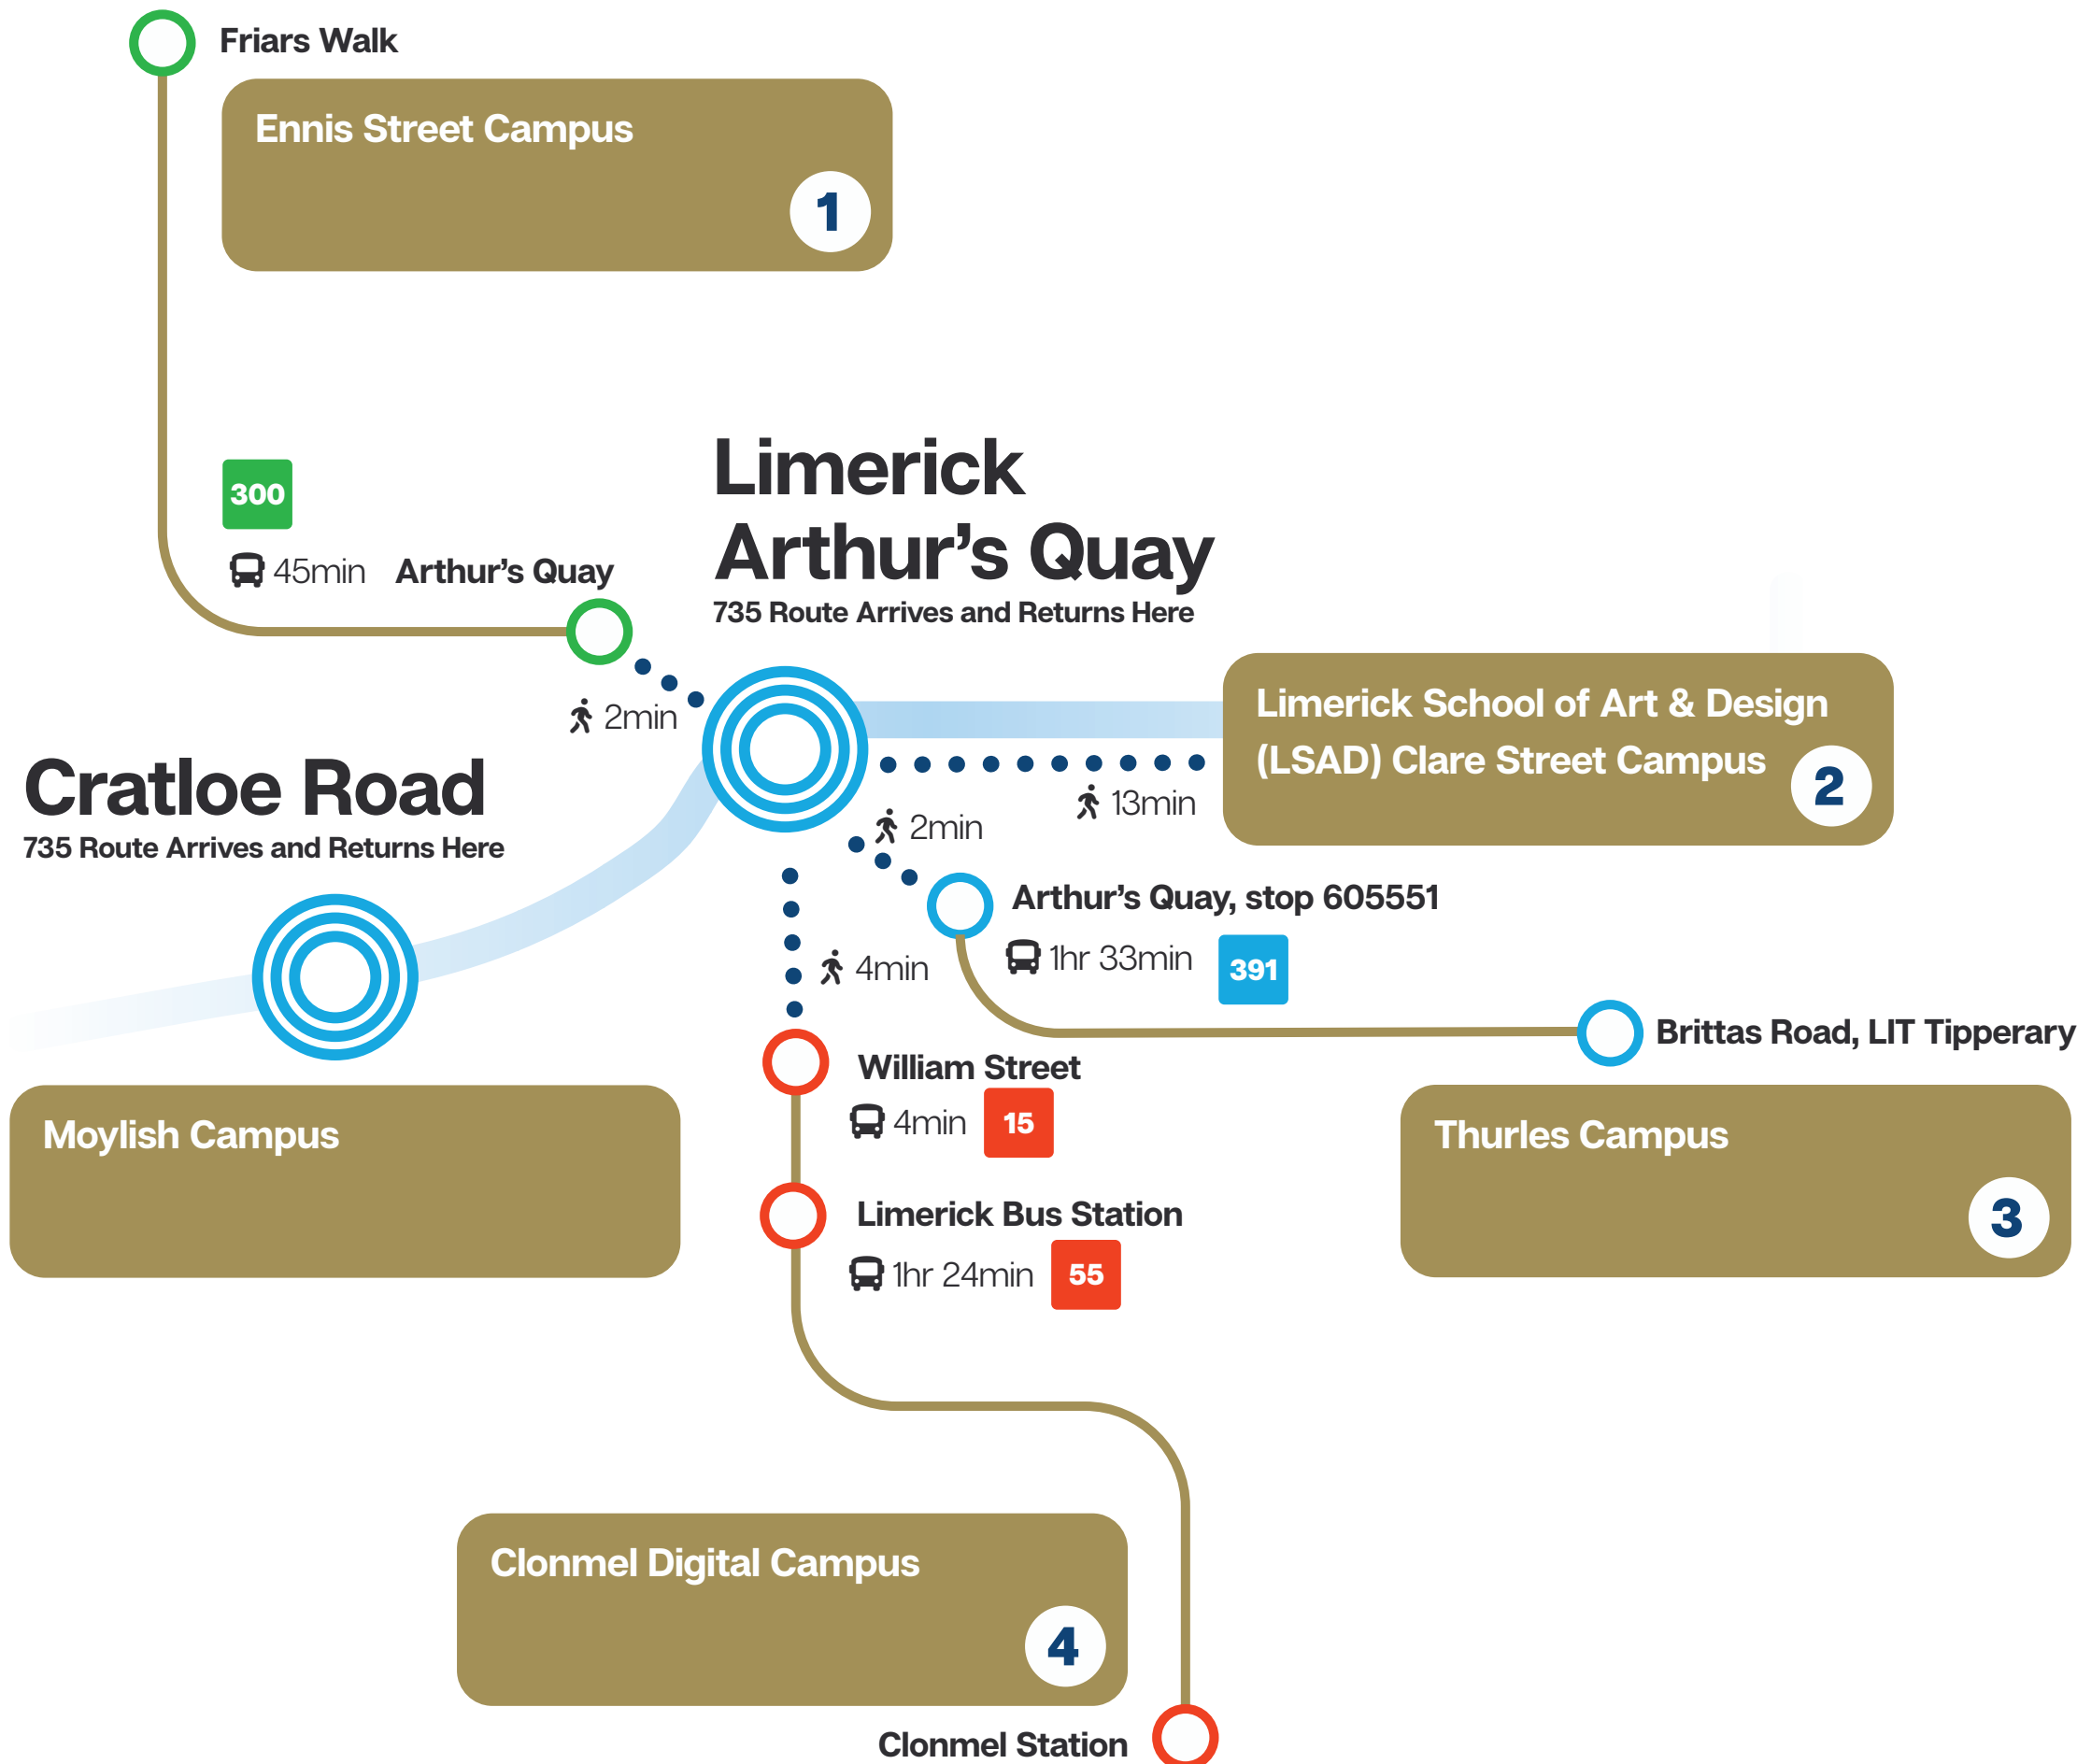 Friars Walk
Ennis Street Campus
1
300
45min
Arthur's Quay
2min
Limerick
Arthur's Quay
735 Route Arrives and Returns Here
Limerick School of Art & Design
(LSAD) Clare Street Campus
2
13min
Cratloe Road
735 Route Arrives and Returns Here
Moylish Campus
2min
Arthur's Quay, stop 605551
1hr 33min
391
Brittas Road, LIT Tipperary
Thurles Campus
3
4min
William Street
4min
15
Limerick Bus Station
1hr 24min
55
Clonmel Digital Campus
4
Clonmel Station